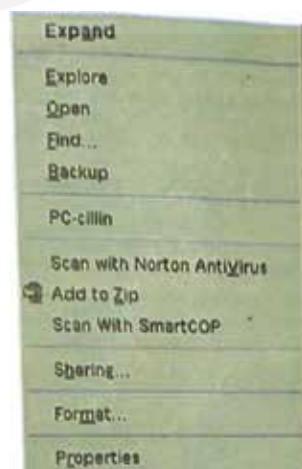 Expand
Explore
Open
Find...
Backup
PC-cillin
Scan with Norton AntiVirus
Add to Zip
Scan With SmartCOP
Sharing...
Format...
Properties